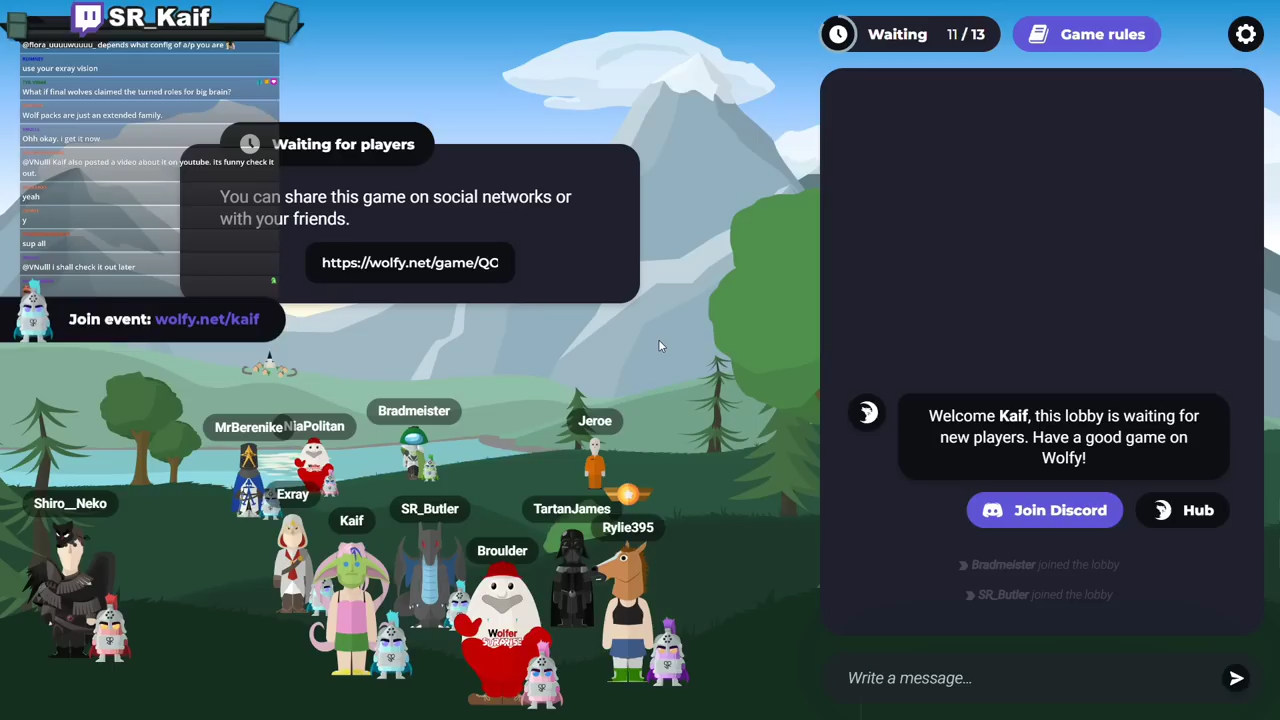 SR_Kaif
@flora_uuuuwuuuu_ depends what config of a/p you are
use your exray vision
What if final wolves claimed the turned roles for big brain?
Wolf packs are just an extended family.
Ohh okay. i get it now
@VNulll Kaif also posted a video about it on youtube. its funny check it
out.
yeah
y
sup all
@VNulll i shall check it out later
Waiting for players
You can share this game on social networks or
with your friends.
https://wolfy.net/game/QC
Join event: wolfy.net/kaif
Bradmeister
MrBerenike
NiaPolitan
Jeroe
Shiro__Neko
Exray
Kaif
SR_Butler
TartanJames
Rylie395
Broulder
Wolfer
SURPRISE
Waiting 11 / 13
Game rules
Welcome Kaif, this lobby is waiting for
new players. Have a good game on
Wolfy!
Join Discord
Hub
Bradmeister joined the lobby
SR_Butler joined the lobby
Write a message...